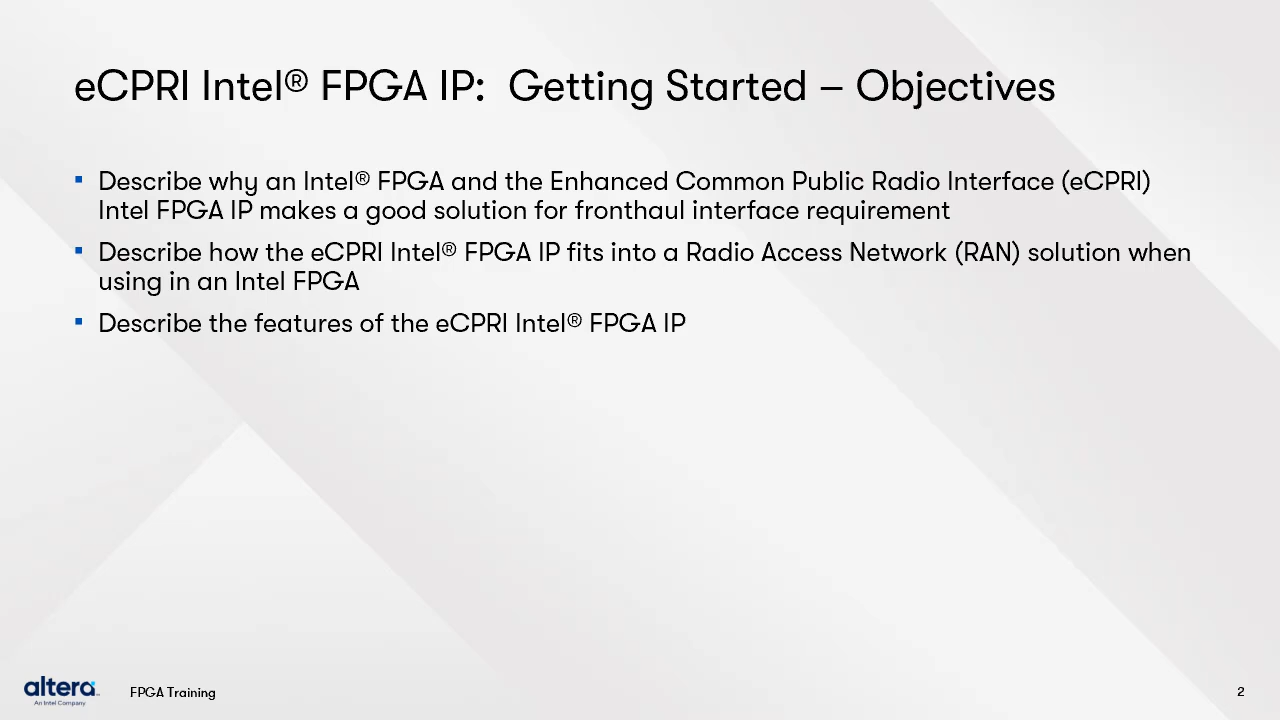 eCPRI Intel® FPGA IP:  Getting Started – Objectives
▪ Describe why an Intel® FPGA and the Enhanced Common Public Radio Interface (eCPRI)
Intel FPGA IP makes a good solution for fronthaul interface requirement
▪ Describe how the eCPRI Intel® FPGA IP fits into a Radio Access Network (RAN) solution when
using in an Intel FPGA
▪ Describe the features of the eCPRI Intel® FPGA IP
altera™
An Intel Company
FPGA Training
2